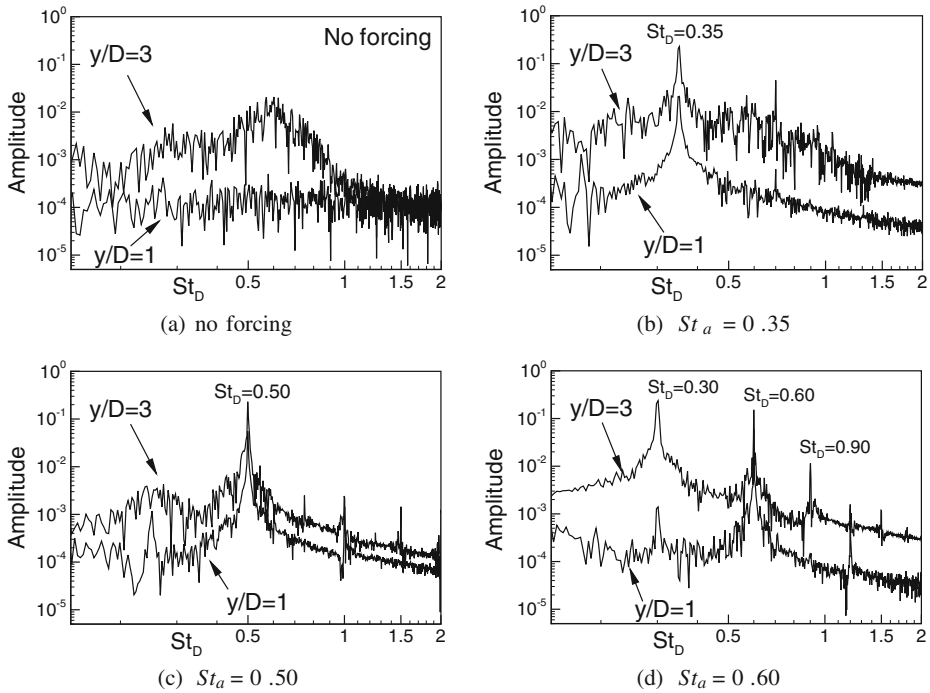 10⁰
10⁻¹
10⁻²
10⁻³
10⁻⁴
10⁻⁵
Amplitude
No forcing
y/D=3
y/D=1
0.5 1 1.5 2
St_D
(a) no forcing
10⁰
10⁻¹
10⁻²
10⁻³
10⁻⁴
10⁻⁵
Amplitude
St_D=0.35
y/D=3
y/D=1
0.5 1 1.5 2
St_D
(b) St_a = 0 .35
10⁰
10⁻¹
10⁻²
10⁻³
10⁻⁴
10⁻⁵
Amplitude
St_D=0.50
y/D=3
y/D=1
0.5 1 1.5 2
St_D
(c) St_a = 0 .50
10⁰
10⁻¹
10⁻²
10⁻³
10⁻⁴
10⁻⁵
Amplitude
St_D=0.30
St_D=0.60
St_D=0.90
y/D=3
y/D=1
0.5 1 1.5 2
St_D
(d) St_a = 0 .60